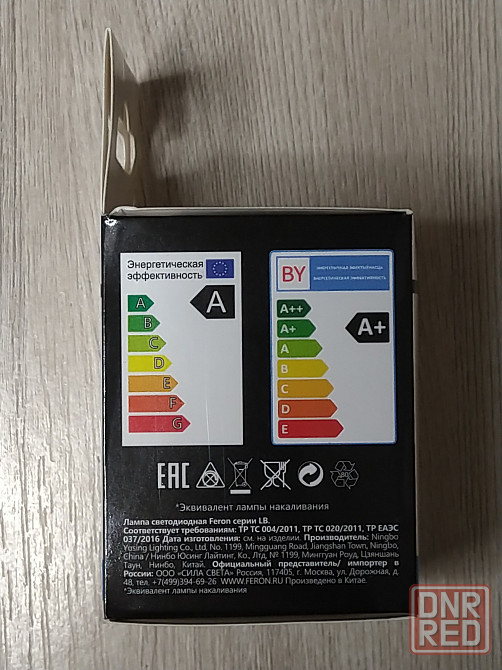 Энергетическая
эффективность
A
A
B
C
D
E
F
G
BY
ЭНЕРГЕТИЧЕСКАЯ ЭФФЕКТИВНОСТЬ
A++
A+
A+
A
B
C
D
E
EAC
*Эквивалент лампы накаливания
Лампа светодиодная Feron серии LB.
Соответствует требованиям: ТР ТС 004/2011, ТР ТС 020/2011, ТР ЕАЭС
037/2016 Дата изготовления: см. на изделии. Производитель: Ningbo
Yusing Lighting Co., Ltd. No. 1199, Mingguang Road, Jiangshan Town, Ningbo,
China / Нинбо Юсинг Лайтинг, Ко., Лтд, № 1199, Мингуан Роуд, Цзяншань
Таун, Нинбо, Китай. Официальный представитель/ импортер в
России: ООО «СИЛА СВЕТА» Россия, 117405, г. Москва, ул. Дорожная, д.
48, тел. +7(499)394-69-26 WWW.FERON.RU Произведено в Китае.
*Эквивалент лампы накаливания
DNR
RED